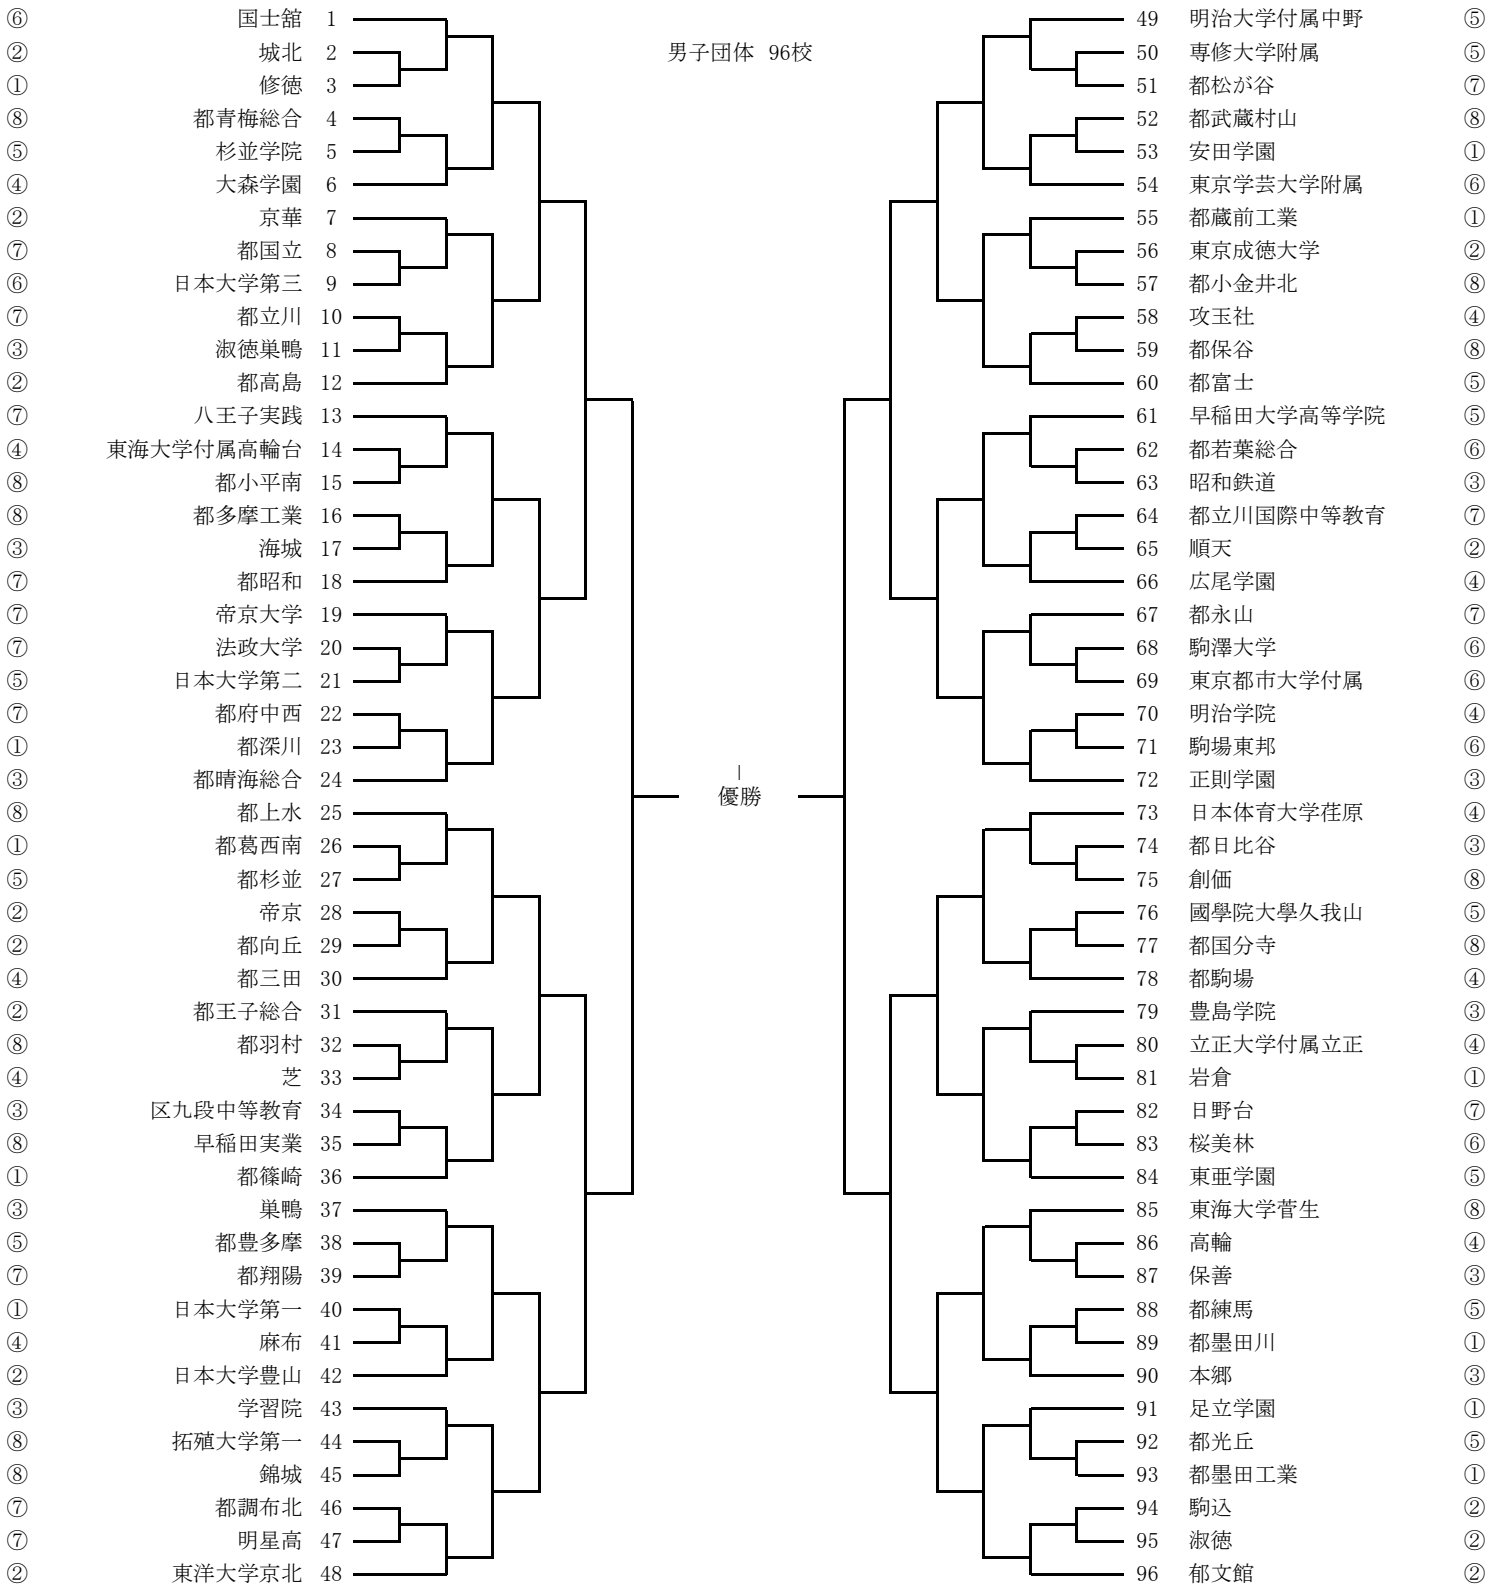 ⑥ 国士舘 1 49 明治大学付属中野 ⑤
② 城北 2 男子団体 96校 50 専修大学附属 ⑤
① 修徳 3 51 都松が谷 ⑦
⑧ 都青梅総合 4 52 都武蔵村山 ⑧
⑤ 杉並学院 5 53 安田学園 ①
④ 大森学園 6 54 東京学芸大学附属 ⑥
② 京華 7 55 都蔵前工業 ①
⑦ 都国立 8 56 東京成徳大学 ②
⑥ 日本大学第三 9 57 都小金井北 ⑧
⑦ 都立川 10 58 攻玉社 ④
③ 淑徳巣鴨 11 59 都保谷 ⑧
② 都高島 12 60 都富士 ⑤
⑦ 八王子実践 13 61 早稲田大学高等学院 ⑤
④ 東海大学付属高輪台 14 62 都若葉総合 ⑥
⑧ 都小平南 15 63 昭和鉄道 ③
⑧ 都多摩工業 16 64 都立川国際中等教育 ⑦
③ 海城 17 65 順天 ②
⑦ 都昭和 18 66 広尾学園 ④
⑦ 帝京大学 19 67 都永山 ⑦
⑦ 法政大学 20 68 駒澤大学 ⑥
⑤ 日本大学第二 21 69 東京都市大学付属 ⑥
⑦ 都府中西 22 70 明治学院 ④
① 都深川 23 71 駒場東邦 ⑥
③ 都晴海総合 24 72 正則学園 ③
優勝
⑧ 都上水 25 73 日本体育大学荏原 ④
① 都葛西南 26 74 都日比谷 ③
⑤ 都杉並 27 75 創価 ⑧
② 帝京 28 76 國學院大學久我山 ⑤
② 都向丘 29 77 都国分寺 ⑧
④ 都三田 30 78 都駒場 ④
② 都王子総合 31 79 豊島学院 ③
⑧ 都羽村 32 80 立正大学付属立正 ④
④ 芝 33 81 岩倉 ①
③ 区九段中等教育 34 82 日野台 ⑦
⑧ 早稲田実業 35 83 桜美林 ⑥
① 都篠崎 36 84 東亜学園 ⑤
③ 巣鴨 37 85 東海大学菅生 ⑧
⑤ 都豊多摩 38 86 高輪 ④
⑦ 都翔陽 39 87 保善 ③
① 日本大学第一 40 88 都練馬 ⑤
④ 麻布 41 89 都墨田川 ①
② 日本大学豊山 42 90 本郷 ③
③ 学習院 43 91 足立学園 ①
⑧ 拓殖大学第一 44 92 都光丘 ⑤
⑧ 錦城 45 93 都墨田工業 ①
⑦ 都調布北 46 94 駒込 ②
⑦ 明星高 47 95 淑徳 ②
② 東洋大学京北 48 96 郁文館 ②